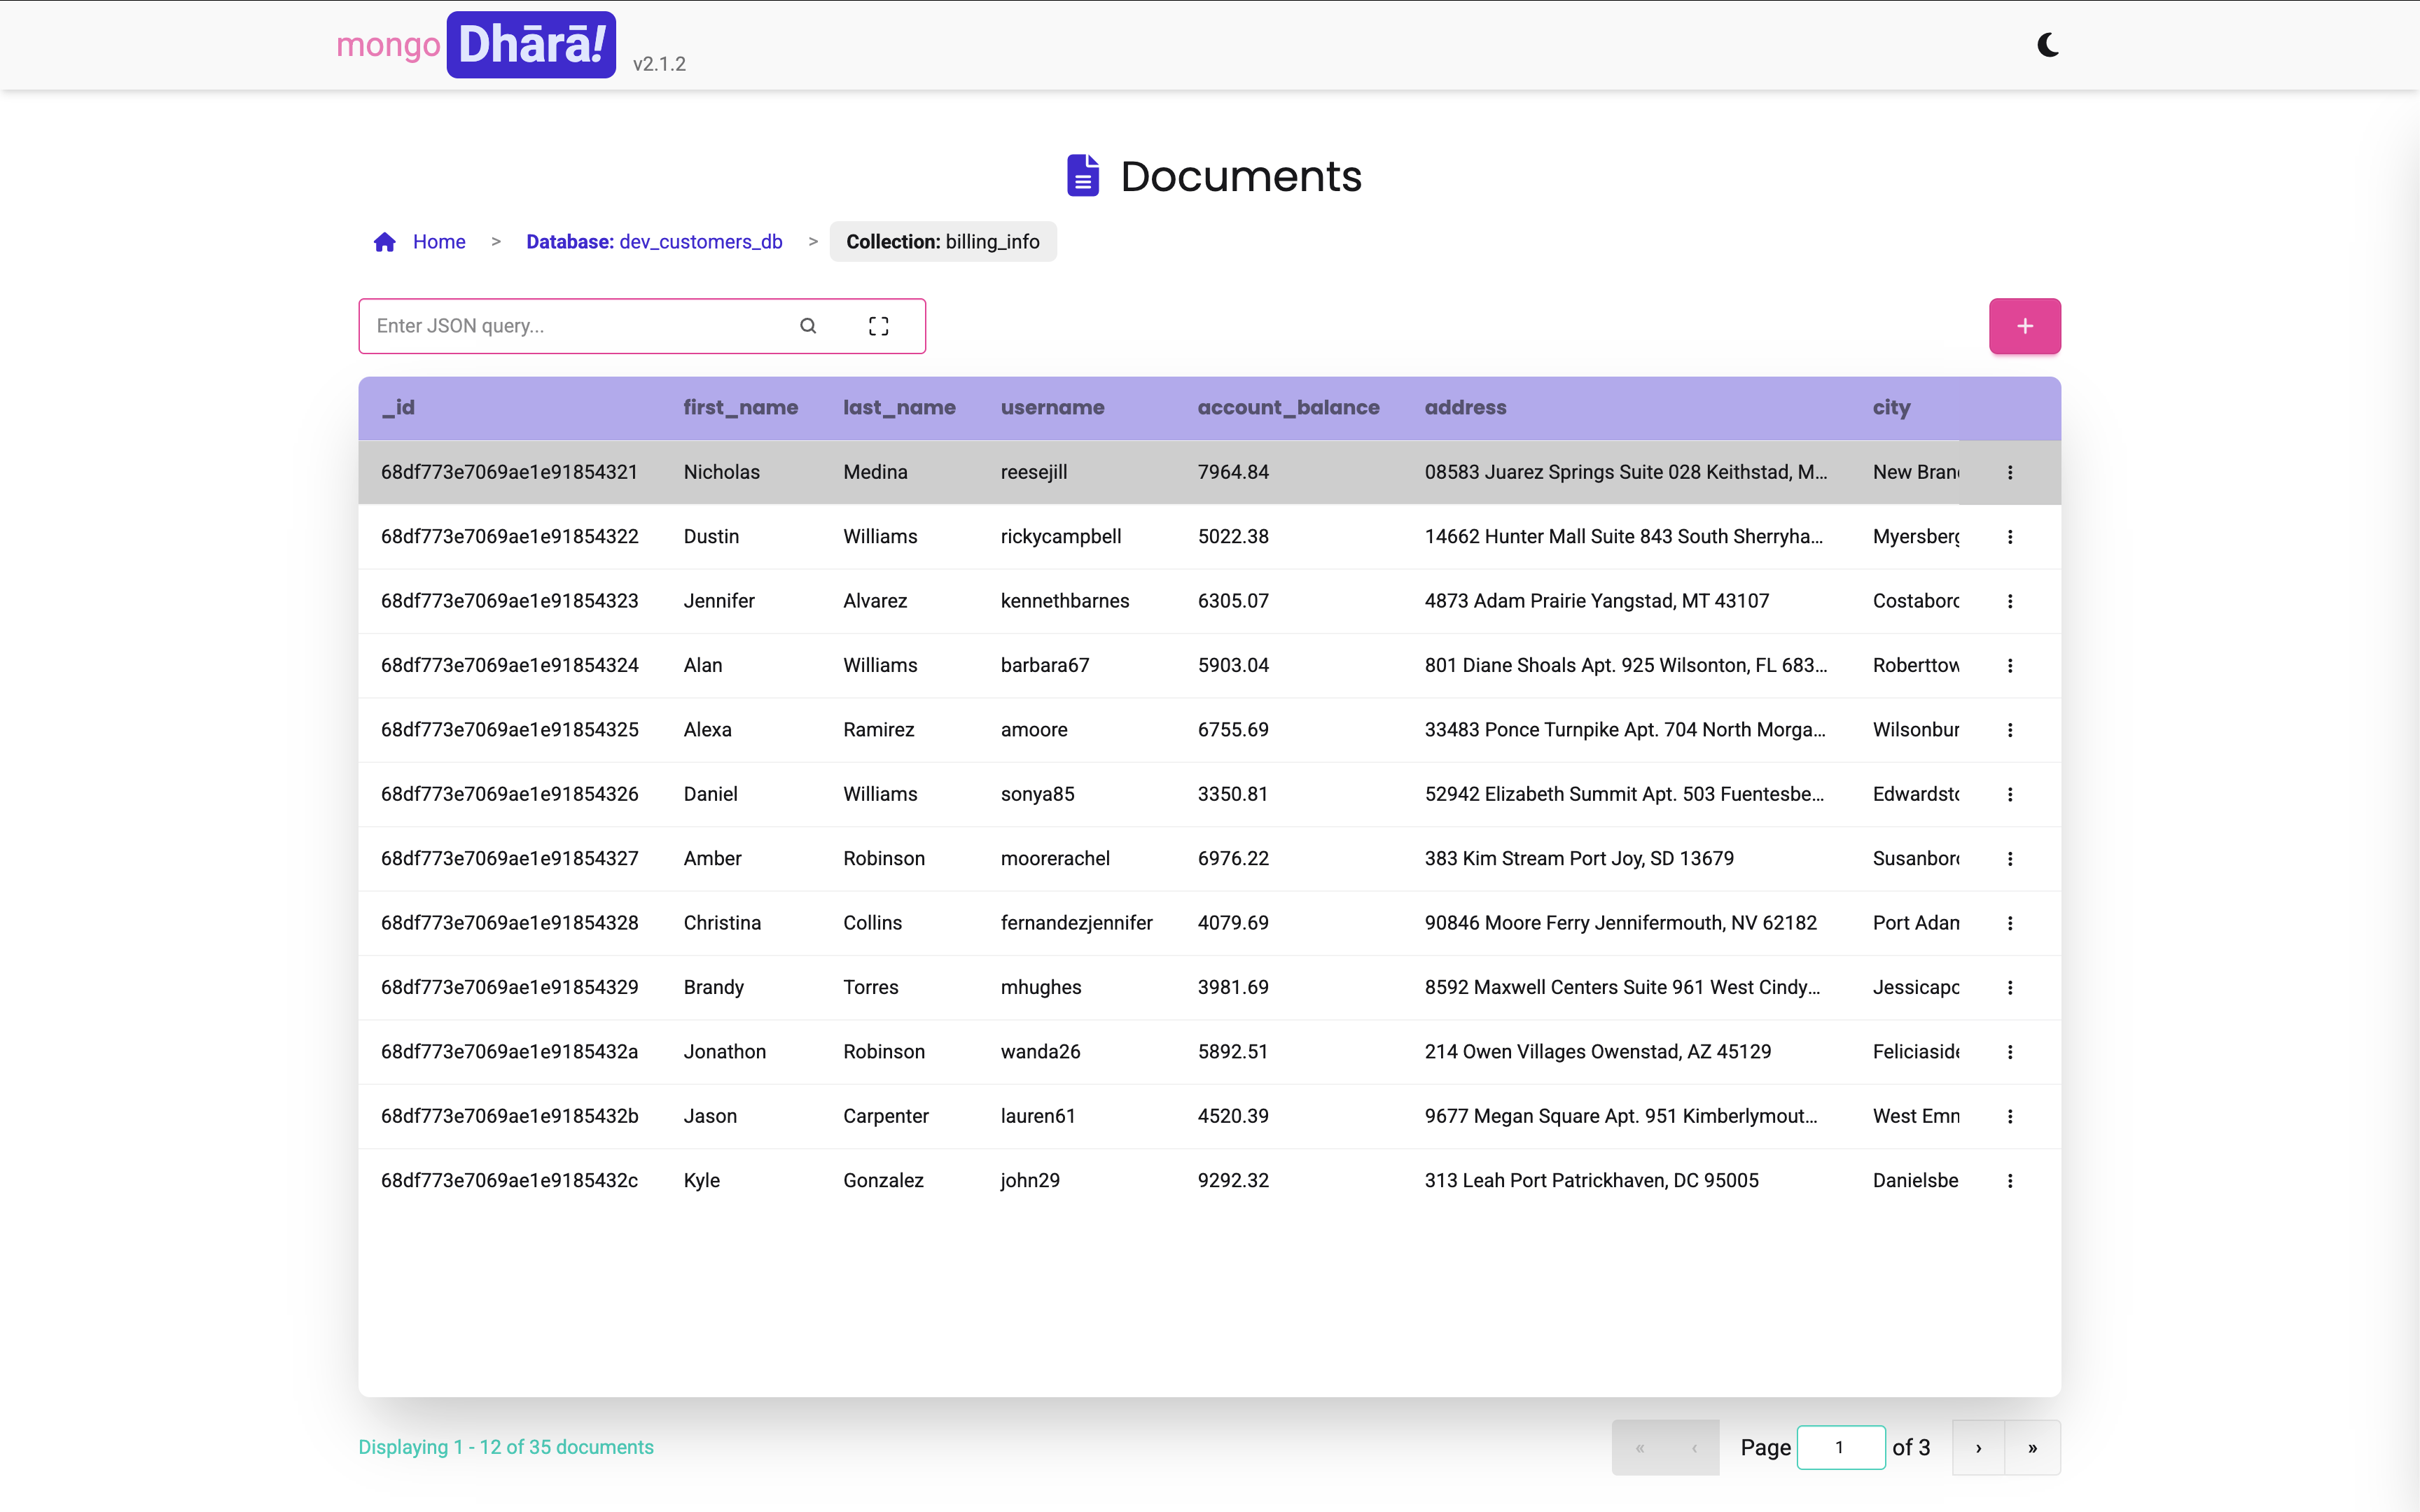 mongo Dhārā! v2.1.2
Documents
Home > Database: dev_customers_db > Collection: billing_info
Enter JSON query...
+
_id first_name last_name username account_balance address city
68df773e7069ae1e91854321 Nicholas Medina reesejill 7964.84 08583 Juarez Springs Suite 028 Keithstad, M... New Bran
68df773e7069ae1e91854322 Dustin Williams rickycampbell 5022.38 14662 Hunter Mall Suite 843 South Sherryha... Myersberg
68df773e7069ae1e91854323 Jennifer Alvarez kennethbarnes 6305.07 4873 Adam Prairie Yangstad, MT 43107 Costaboro
68df773e7069ae1e91854324 Alan Williams barbara67 5903.04 801 Diane Shoals Apt. 925 Wilsonton, FL 683... Roberttow
68df773e7069ae1e91854325 Alexa Ramirez amoore 6755.69 33483 Ponce Turnpike Apt. 704 North Morga... Wilsonbur
68df773e7069ae1e91854326 Daniel Williams sonya85 3350.81 52942 Elizabeth Summit Apt. 503 Fuentesbe... Edwardsto
68df773e7069ae1e91854327 Amber Robinson moorerachel 6976.22 383 Kim Stream Port Joy, SD 13679 Susanboro
68df773e7069ae1e91854328 Christina Collins fernandezjennifer 4079.69 90846 Moore Ferry Jennifermouth, NV 62182 Port Adam
68df773e7069ae1e91854329 Brandy Torres mhughes 3981.69 8592 Maxwell Centers Suite 961 West Cindy... Jessicapo
68df773e7069ae1e9185432a Jonathon Robinson wanda26 5892.51 214 Owen Villages Owenstad, AZ 45129 Feliciaside
68df773e7069ae1e9185432b Jason Carpenter lauren61 4520.39 9677 Megan Square Apt. 951 Kimberlymout... West Emm
68df773e7069ae1e9185432c Kyle Gonzalez john29 9292.32 313 Leah Port Patrickhaven, DC 95005 Danielsbe
Displaying 1 - 12 of 35 documents « ‹ Page 1 of 3 › »